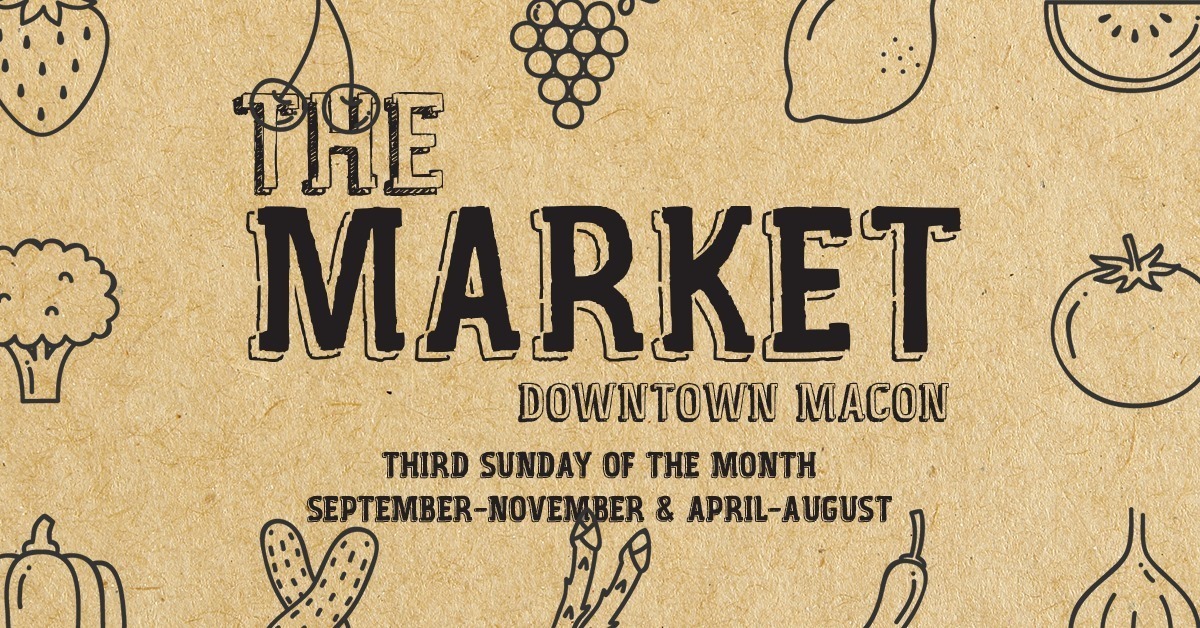 THE
MARKET
DOWNTOWN MACON
THIRD SUNDAY OF THE MONTH
SEPTEMBER-NOVEMBER & APRIL-AUGUST